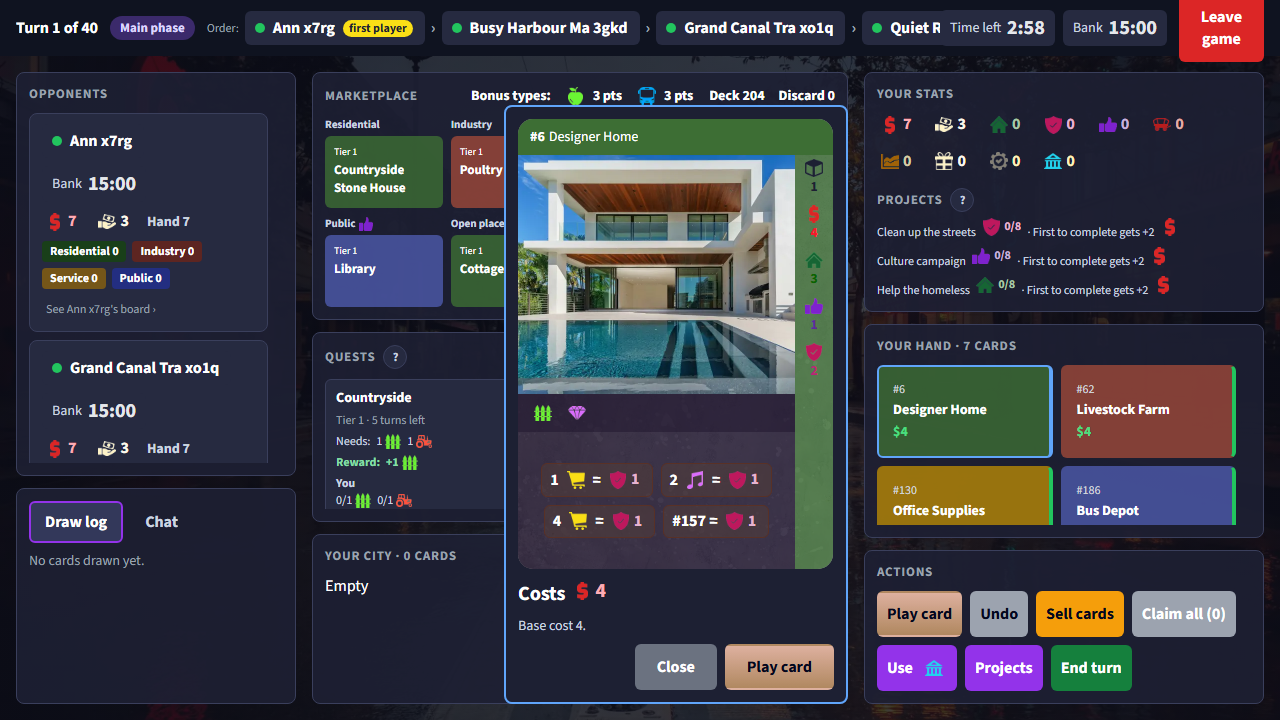 Turn 1 of 40 Main phase Order: Ann x7rg first player › Busy Harbour Ma 3gkd › Grand Canal Tra xo1q › Quiet R Time left 2:58 Bank 15:00 Leave game
OPPONENTS
Ann x7rg
Bank 15:00
7 3 Hand 7
Residential 0 Industry 0
Service 0 Public 0
See Ann x7rg's board ›
Grand Canal Tra xo1q
Bank 15:00
7 3 Hand 7
Draw log Chat
No cards drawn yet.
MARKETPLACE Bonus types: 3 pts 3 pts Deck 204 Discard 0
Residential Industry
Tier 1
Countryside Stone House
Tier 1
Poultry
Public Open place
Tier 1
Library
Tier 1
Cottage
QUESTS ?
Countryside
Tier 1 · 5 turns left
Needs: 1 1
Reward: +1
You
0/1 0/1
YOUR CITY · 0 CARDS
Empty
#6 Designer Home
1
4
3
1
2
1 = 1 2 = 1
4 = 1 #157 = 1
Costs 4
Base cost 4.
Close Play card
YOUR STATS
7 3 0 0 0 0
0 0 0 0
PROJECTS ?
Clean up the streets 0/8 · First to complete gets +2
Culture campaign 0/8 · First to complete gets +2
Help the homeless 0/8 · First to complete gets +2
YOUR HAND · 7 CARDS
#6
Designer Home
$4
#62
Livestock Farm
$4
#130
Office Supplies
#186
Bus Depot
ACTIONS
Play card Undo Sell cards Claim all (0)
Use Projects End turn